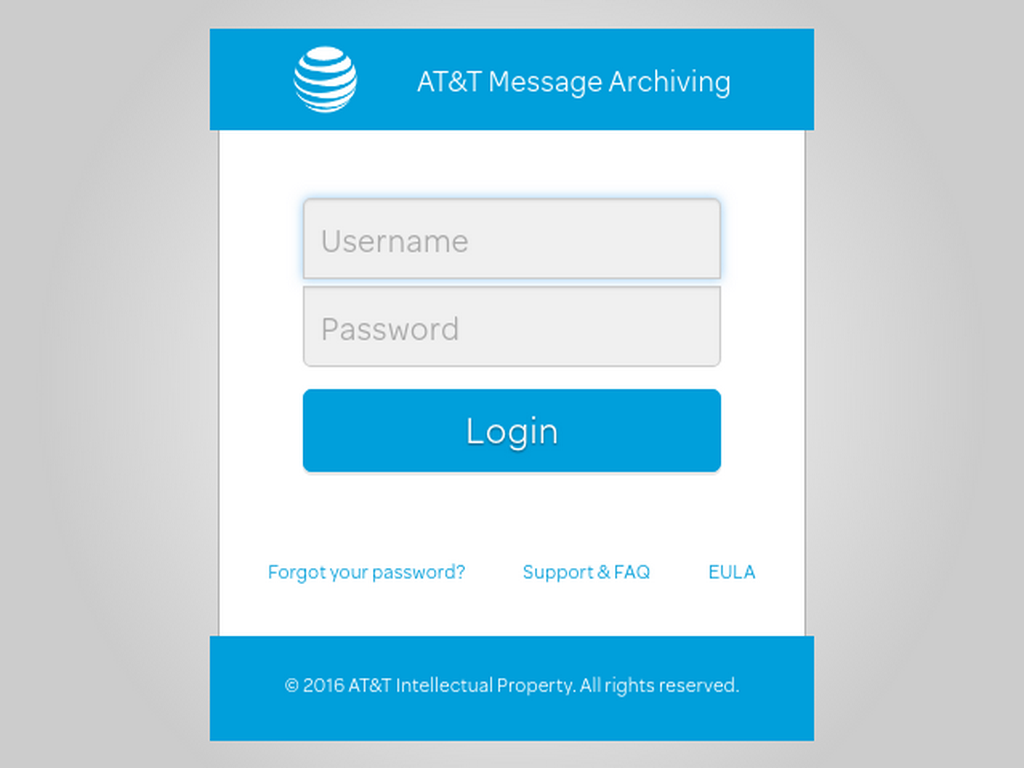 AT&T Message Archiving
Username
Password
Login
Forgot your password? Support & FAQ EULA
© 2016 AT&T Intellectual Property. All rights reserved.